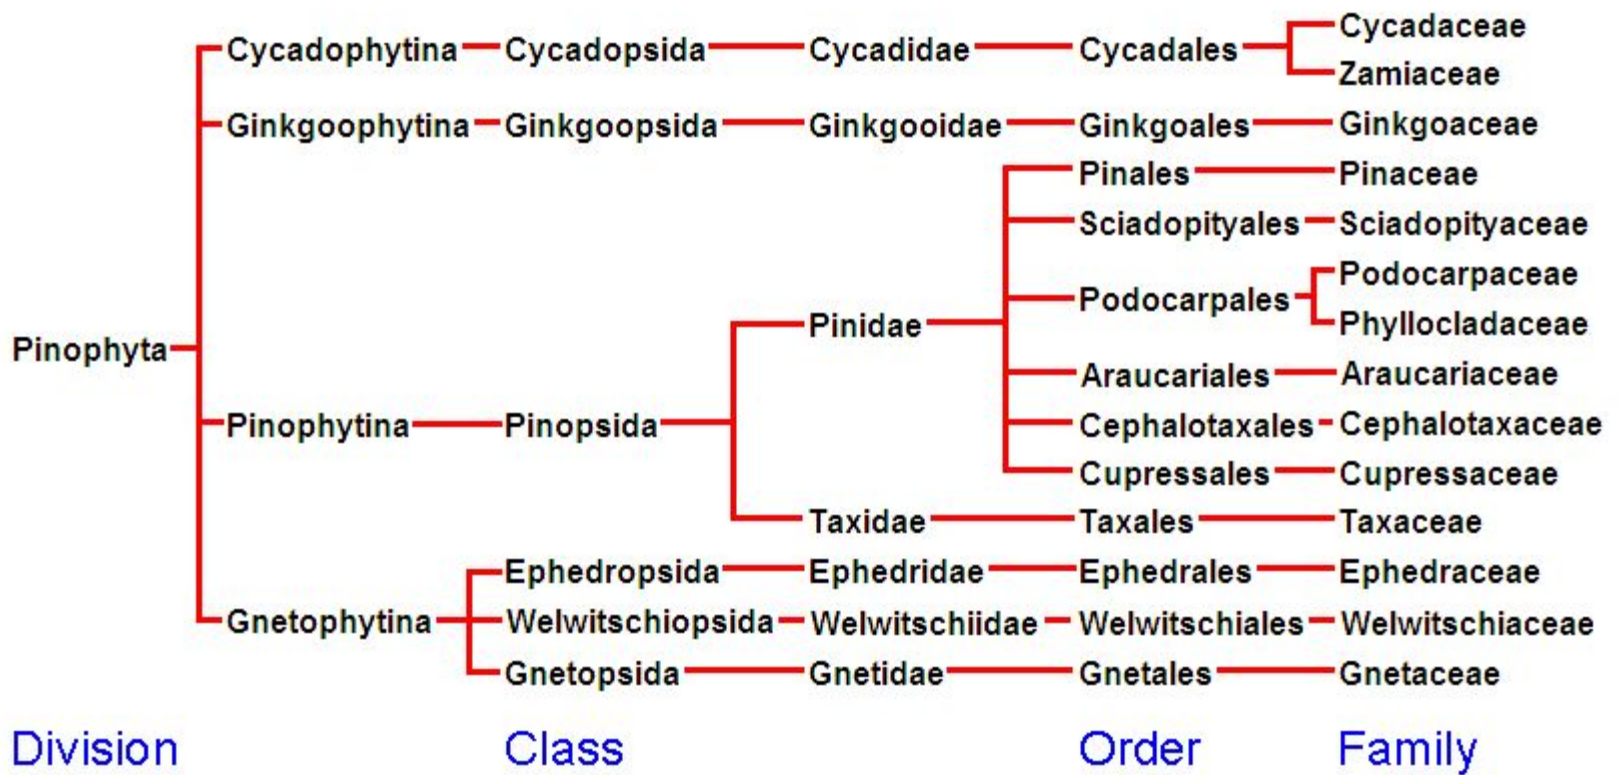 Cycadaceae
Cycadophytina Cycadopsida Cycadidae Cycadales
Zamiaceae
Ginkgoophytina Ginkgoopsida Ginkgooidae Ginkgoales Ginkgoaceae
Pinales Pinaceae
Sciadopityales Sciadopityaceae
Podocarpaceae
Podocarpales
Pinidae Phyllocladaceae
Pinophyta
Araucariales Araucariaceae
Pinophytina Pinopsida Cephalotaxales Cephalotaxaceae
Cupressales Cupressaceae
Taxidae Taxales Taxaceae
Ephedropsida Ephedridae Ephedrales Ephedraceae
Gnetophytina Welwitschiopsida Welwitschiidae Welwitschiales Welwitschiaceae
Gnetopsida Gnetidae Gnetales Gnetaceae
Division Class Order Family